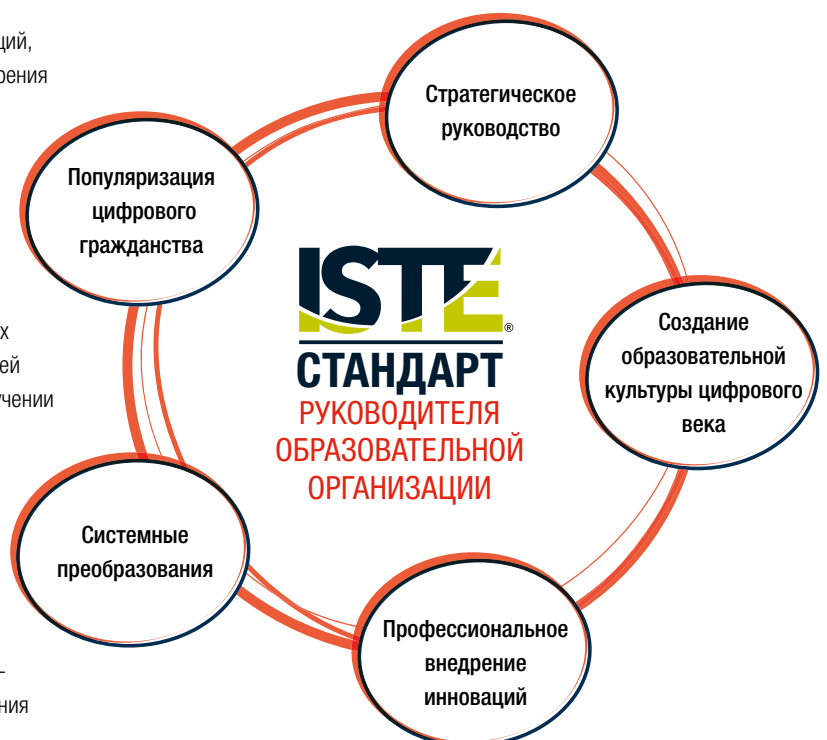 ций,
рения
х
ей
учении
–
ния
Стратегическое
руководство
Популяризация
цифрового
гражданства
ISTE®
СТАНДАРТ
РУКОВОДИТЕЛЯ
ОБРАЗОВАТЕЛЬНОЙ
ОРГАНИЗАЦИИ
Создание
образовательной
культуры цифрового
века
Системные
преобразования
Профессиональное
внедрение
инноваций